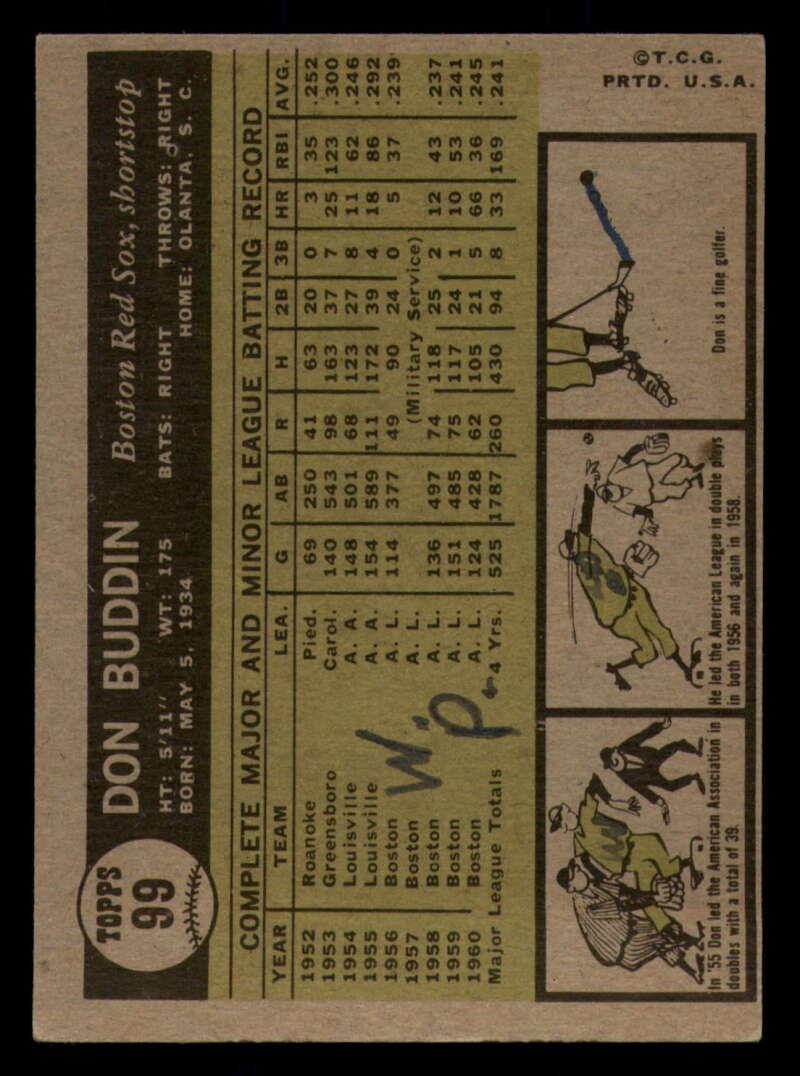 TOPPS
99
DON BUDDIN Boston Red Sox, shortstop
HT: 5'11" WT: 175 BATS: RIGHT THROWS: RIGHT
BORN: MAY 5, 1934 HOME: OLANTA, S. C.
COMPLETE MAJOR AND MINOR LEAGUE BATTING RECORD
YEAR TEAM LEA. G AB R H 2B 3B HR RBI AVG.
1952 Roanoke Pied. 69 250 41 63 20 0 3 35 .252
1953 Greensboro Carol. 140 543 98 163 37 7 25 123 .300
1954 Louisville A. A. 148 501 68 123 27 8 11 62 .246
1955 Louisville A. A. 154 589 111 172 39 4 18 86 .292
1956 Boston A. L. 114 377 49 90 24 0 5 37 .239
1957 Boston A. L. (Military Service)
1958 Boston A. L. 136 497 74 118 25 2 12 43 .237
1959 Boston A. L. 151 485 75 117 24 1 10 53 .241
1960 Boston A. L. 124 428 62 105 21 5 66 36 .245
Major League Totals 4 Yrs. 525 1787 260 430 94 8 33 169 .241
W.
P.
In '55 Don led the American Association in
doubles with a total of 39.
He led the American League in double plays
in both 1956 and again in 1958.
Don is a fine golfer.
©T.C.G.
PRTD. U.S.A.